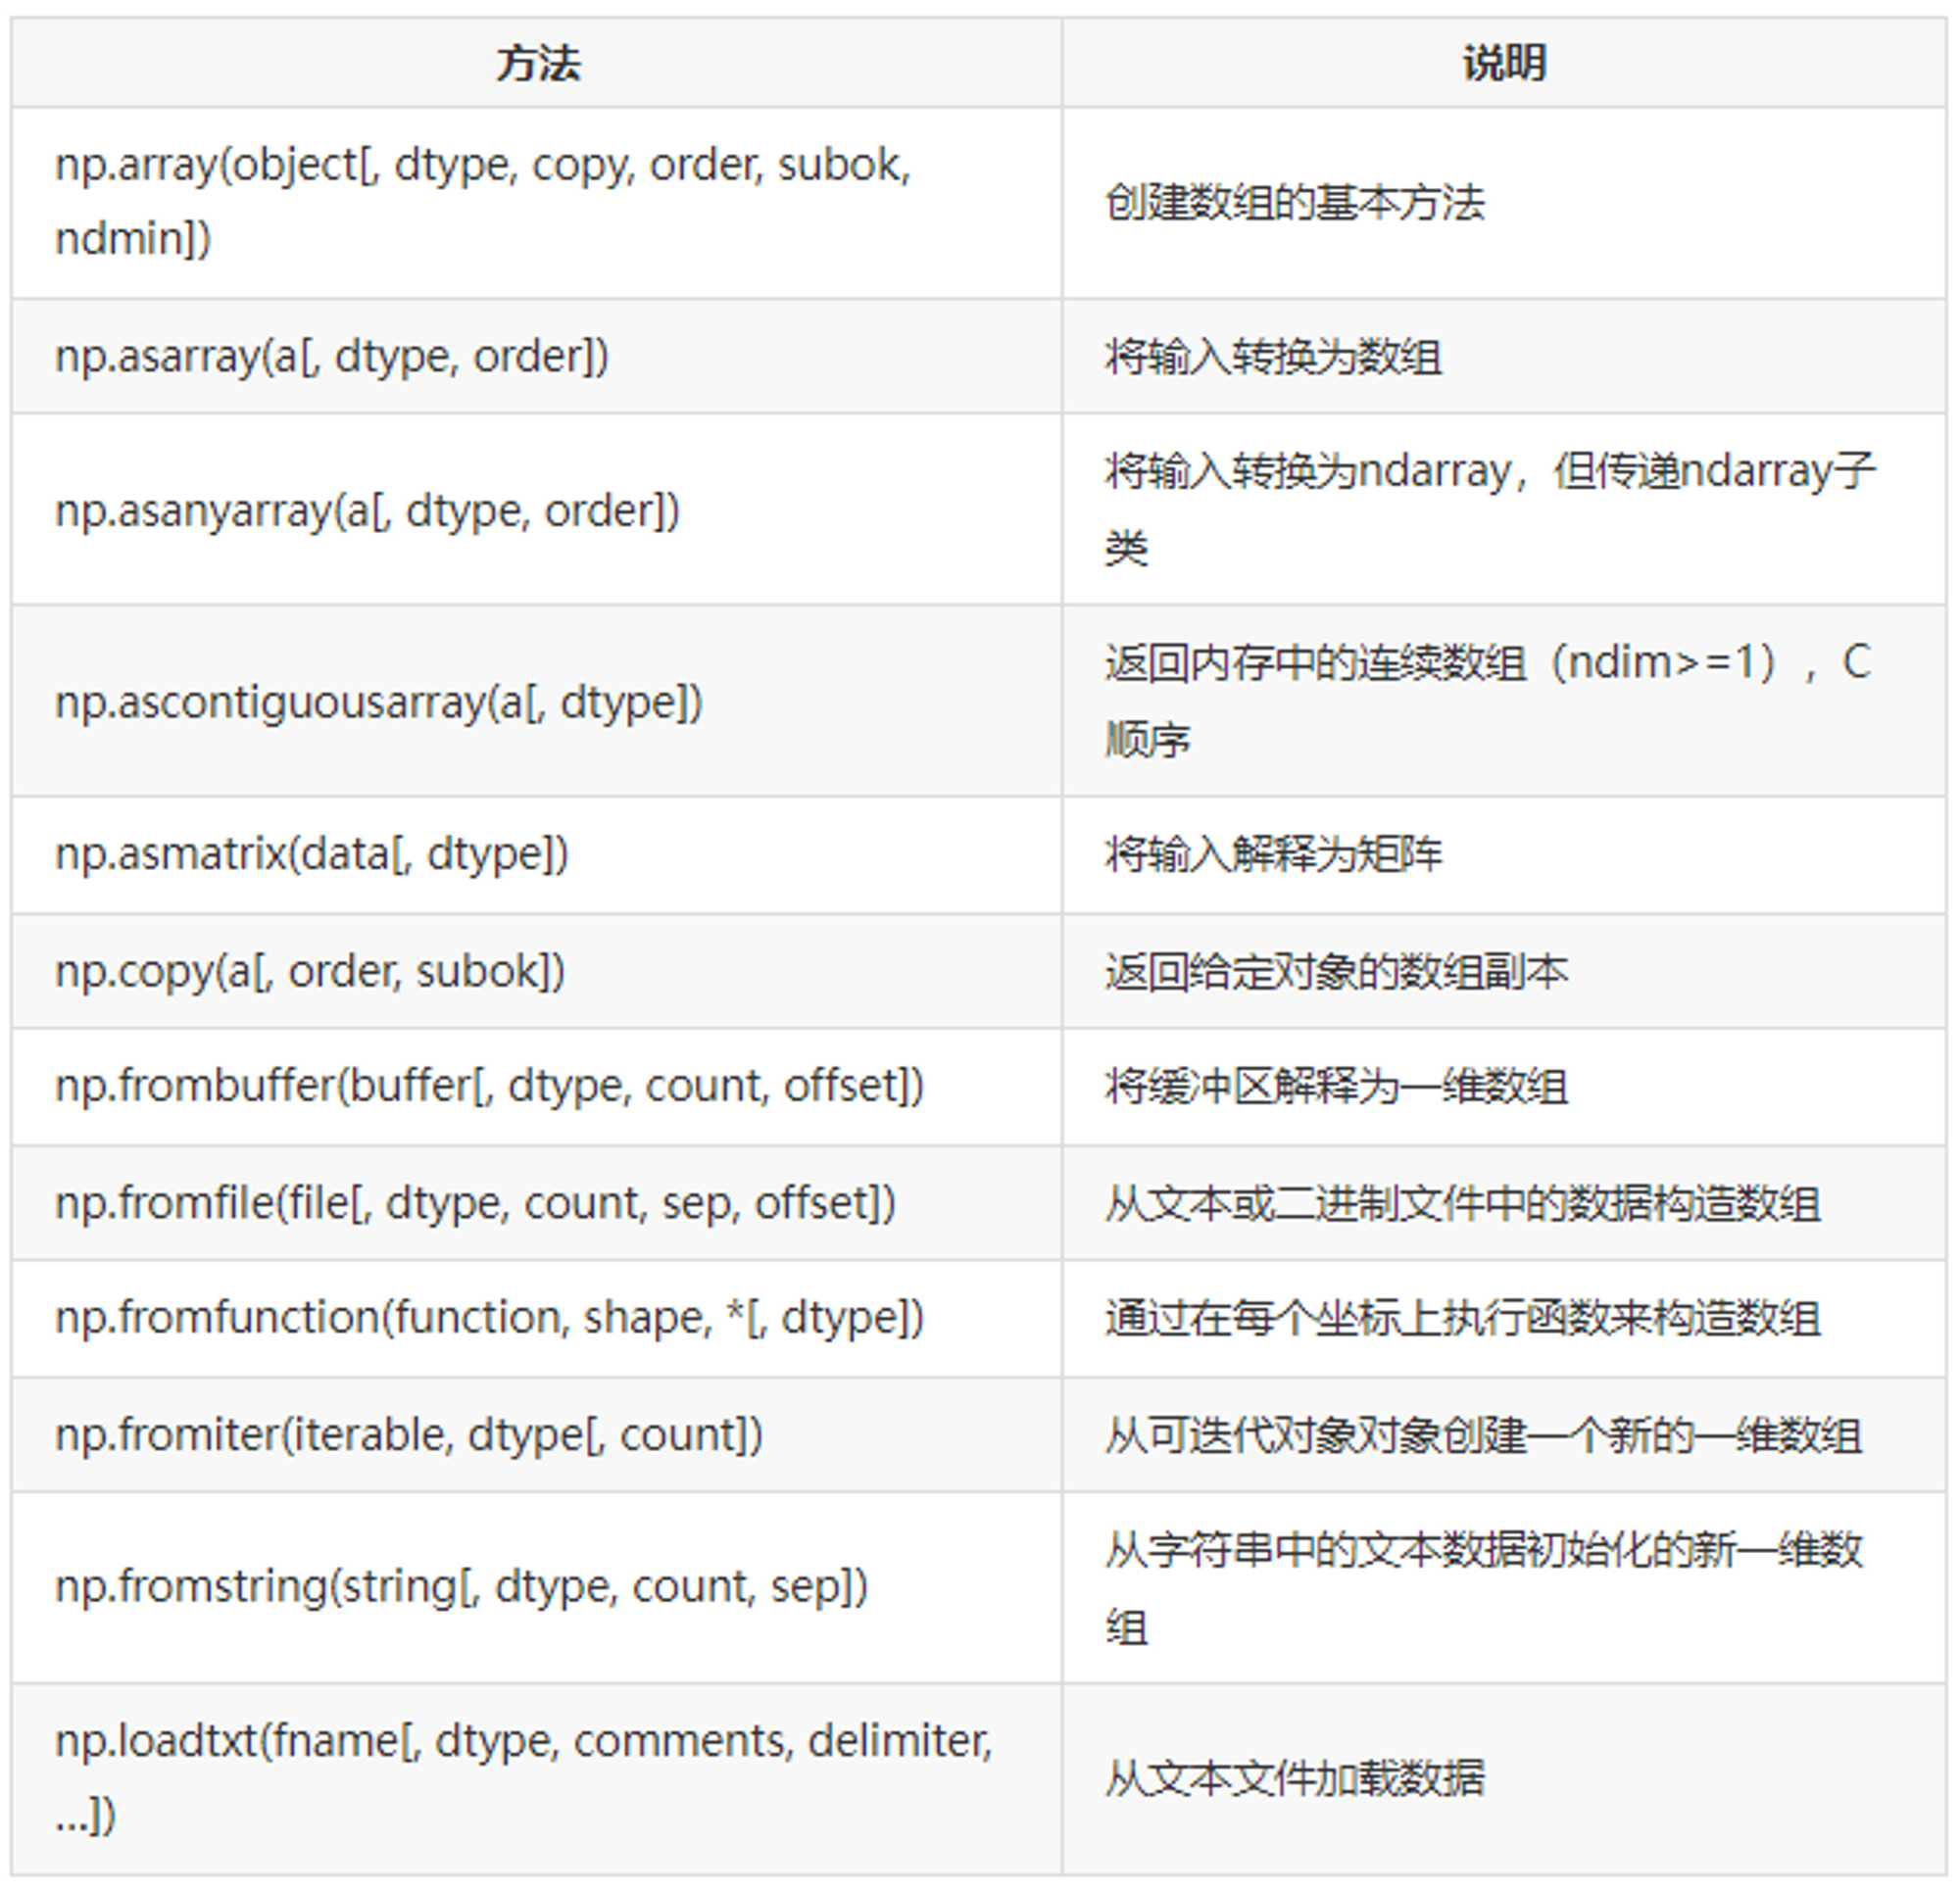 方法
说明
np.array(object[, dtype, copy, order, subok,
ndmin])
创建数组的基本方法
np.asarray(a[, dtype, order])
将输入转换为数组
np.asanyarray(a[, dtype, order])
将输入转换为ndarray，但传递ndarray子
类
np.ascontiguousarray(a[, dtype])
返回内存中的连续数组（ndim>=1），C
顺序
np.asmatrix(data[, dtype])
将输入解释为矩阵
np.copy(a[, order, subok])
返回给定对象的数组副本
np.frombuffer(buffer[, dtype, count, offset])
将缓冲区解释为一维数组
np.fromfile(file[, dtype, count, sep, offset])
从文本或二进制文件中的数据构造数组
np.fromfunction(function, shape, *[, dtype])
通过在每个坐标上执行函数来构造数组
np.fromiter(iterable, dtype[, count])
从可迭代对象对象创建一个新的一维数组
np.fromstring(string[, dtype, count, sep])
从字符串中的文本数据初始化的新一维数
组
np.loadtxt(fname[, dtype, comments, delimiter,
...])
从文本文件加载数据